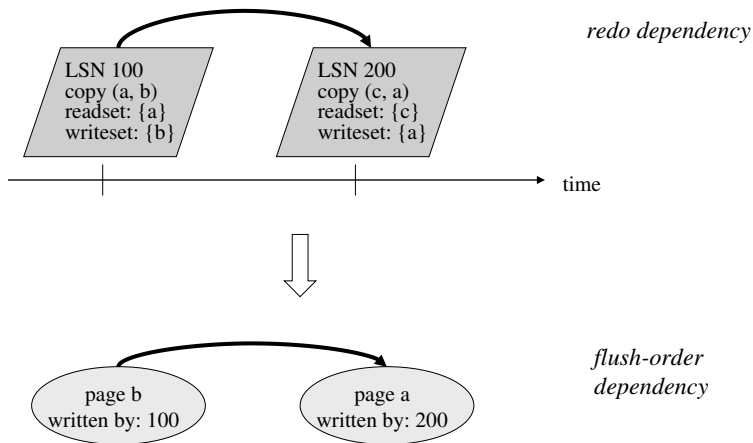 redo dependency
LSN 100
copy (a, b)
readset: {a}
writeset: {b}
LSN 200
copy (c, a)
readset: {c}
writeset: {a}
time
page b
written by: 100
page a
written by: 200
flush-order
dependency